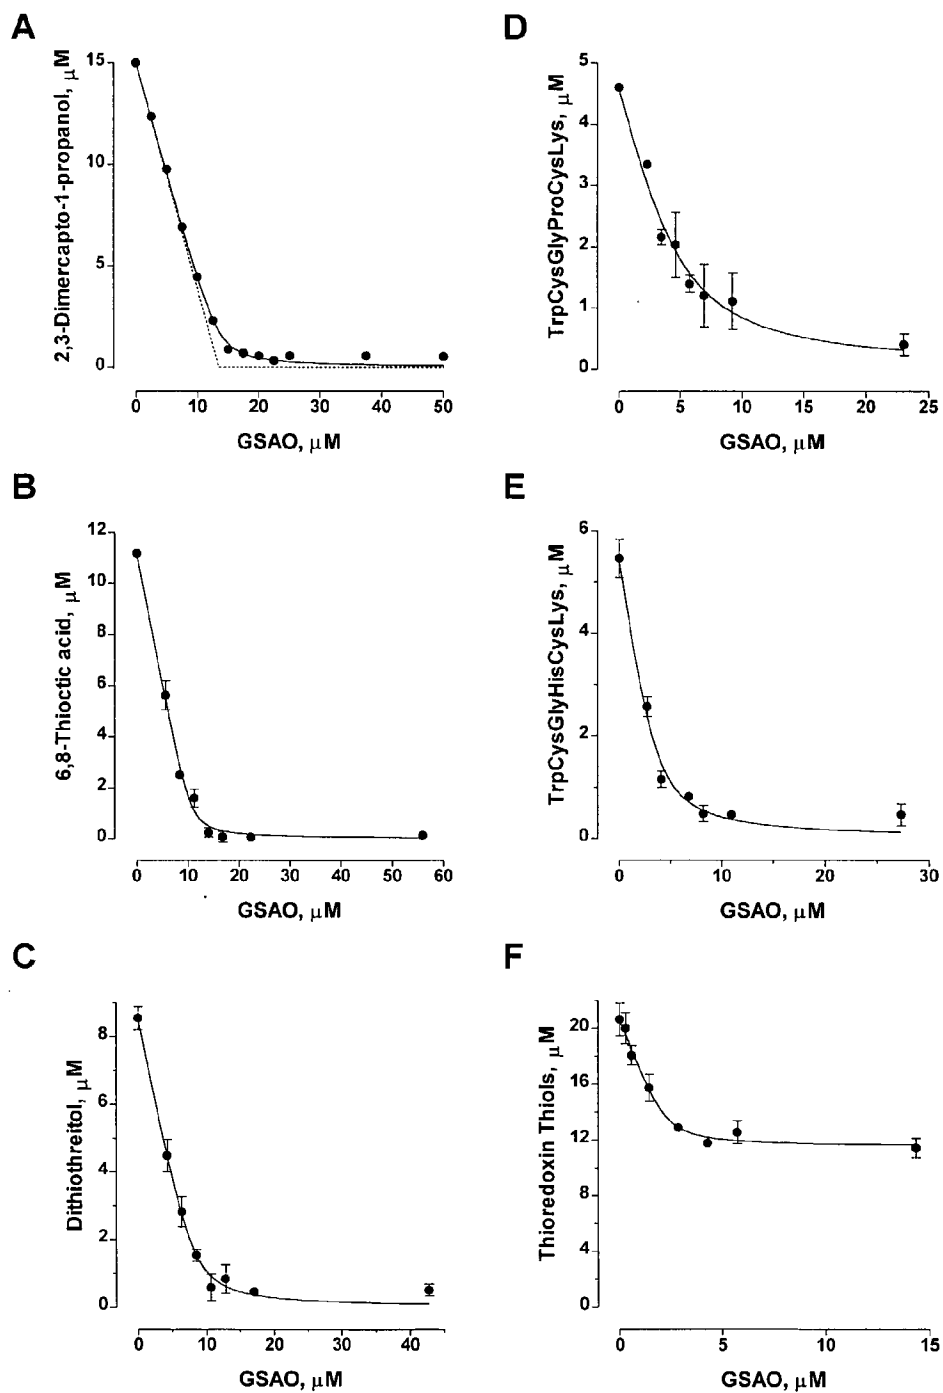 A
2,3-Dimercapto-1-propanol, μM
15
10
5
0
0 10 20 30 40 50
GSAO, μM
B
6,8-Thioctic acid, μM
12
10
8
6
4
2
0
0 10 20 30 40 50 60
GSAO, μM
C
Dithiothreitol, μM
8
6
4
2
0
0 10 20 30 40
GSAO, μM
D
TrpCysGlyProCysLys, μM
5
4
3
2
1
0
0 5 10 15 20 25
GSAO, μM
E
TrpCysGlyHisCysLys, μM
6
4
2
0
0 10 20 30
GSAO, μM
F
Thioredoxin Thiols, μM
20
16
12
8
4
0
0 5 10 15
GSAO, μM